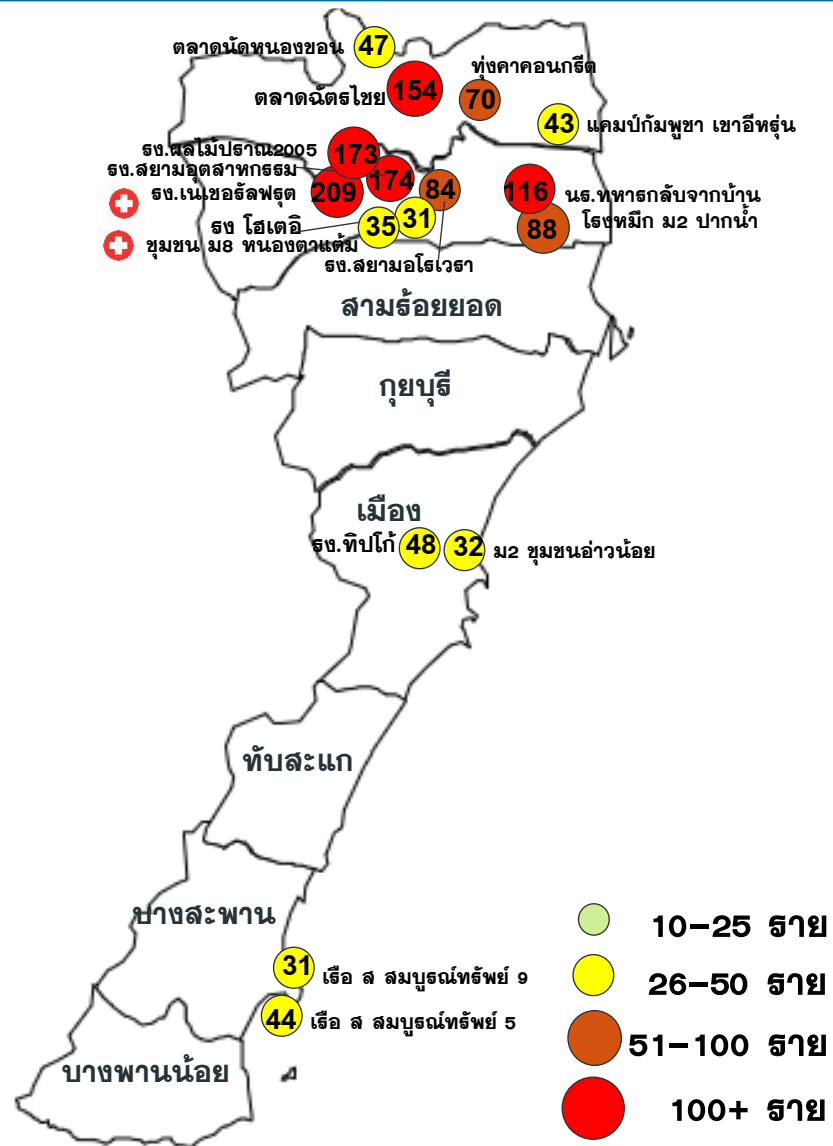 ตลาดนัดหนองขอน 47
ทุ่งคาคอนกรีต
ตลาดฉัตรไชย 154
70
43 แคมป์กัมพูชา เขาอีหรุ่น
รง.ผลไม้ปราณ2005
173
รง.สยามอุตสาหกรรม
174
รง.เนเชอรัลฟรุต 209
84
116 นร.ทหารกลับจากบ้าน
รง โฮเตอิ 35 31
88 โรงหมึก ม2 ปากน้ำ
ชุมชน ม8 หนองตาแต้ม
รง.สยามอโรเวรา
สามร้อยยอด
กุยบุรี
เมือง
รง.ทิปโก้ 48 32 ม2 ชุมชนอ่าวน้อย
ทับสะแก
บางสะพาน
31 เรือ ส สมบูรณ์ทรัพย์ 9
44 เรือ ส สมบูรณ์ทรัพย์ 5
บางพานน้อย
10-25 ราย
26-50 ราย
51-100 ราย
100+ ราย